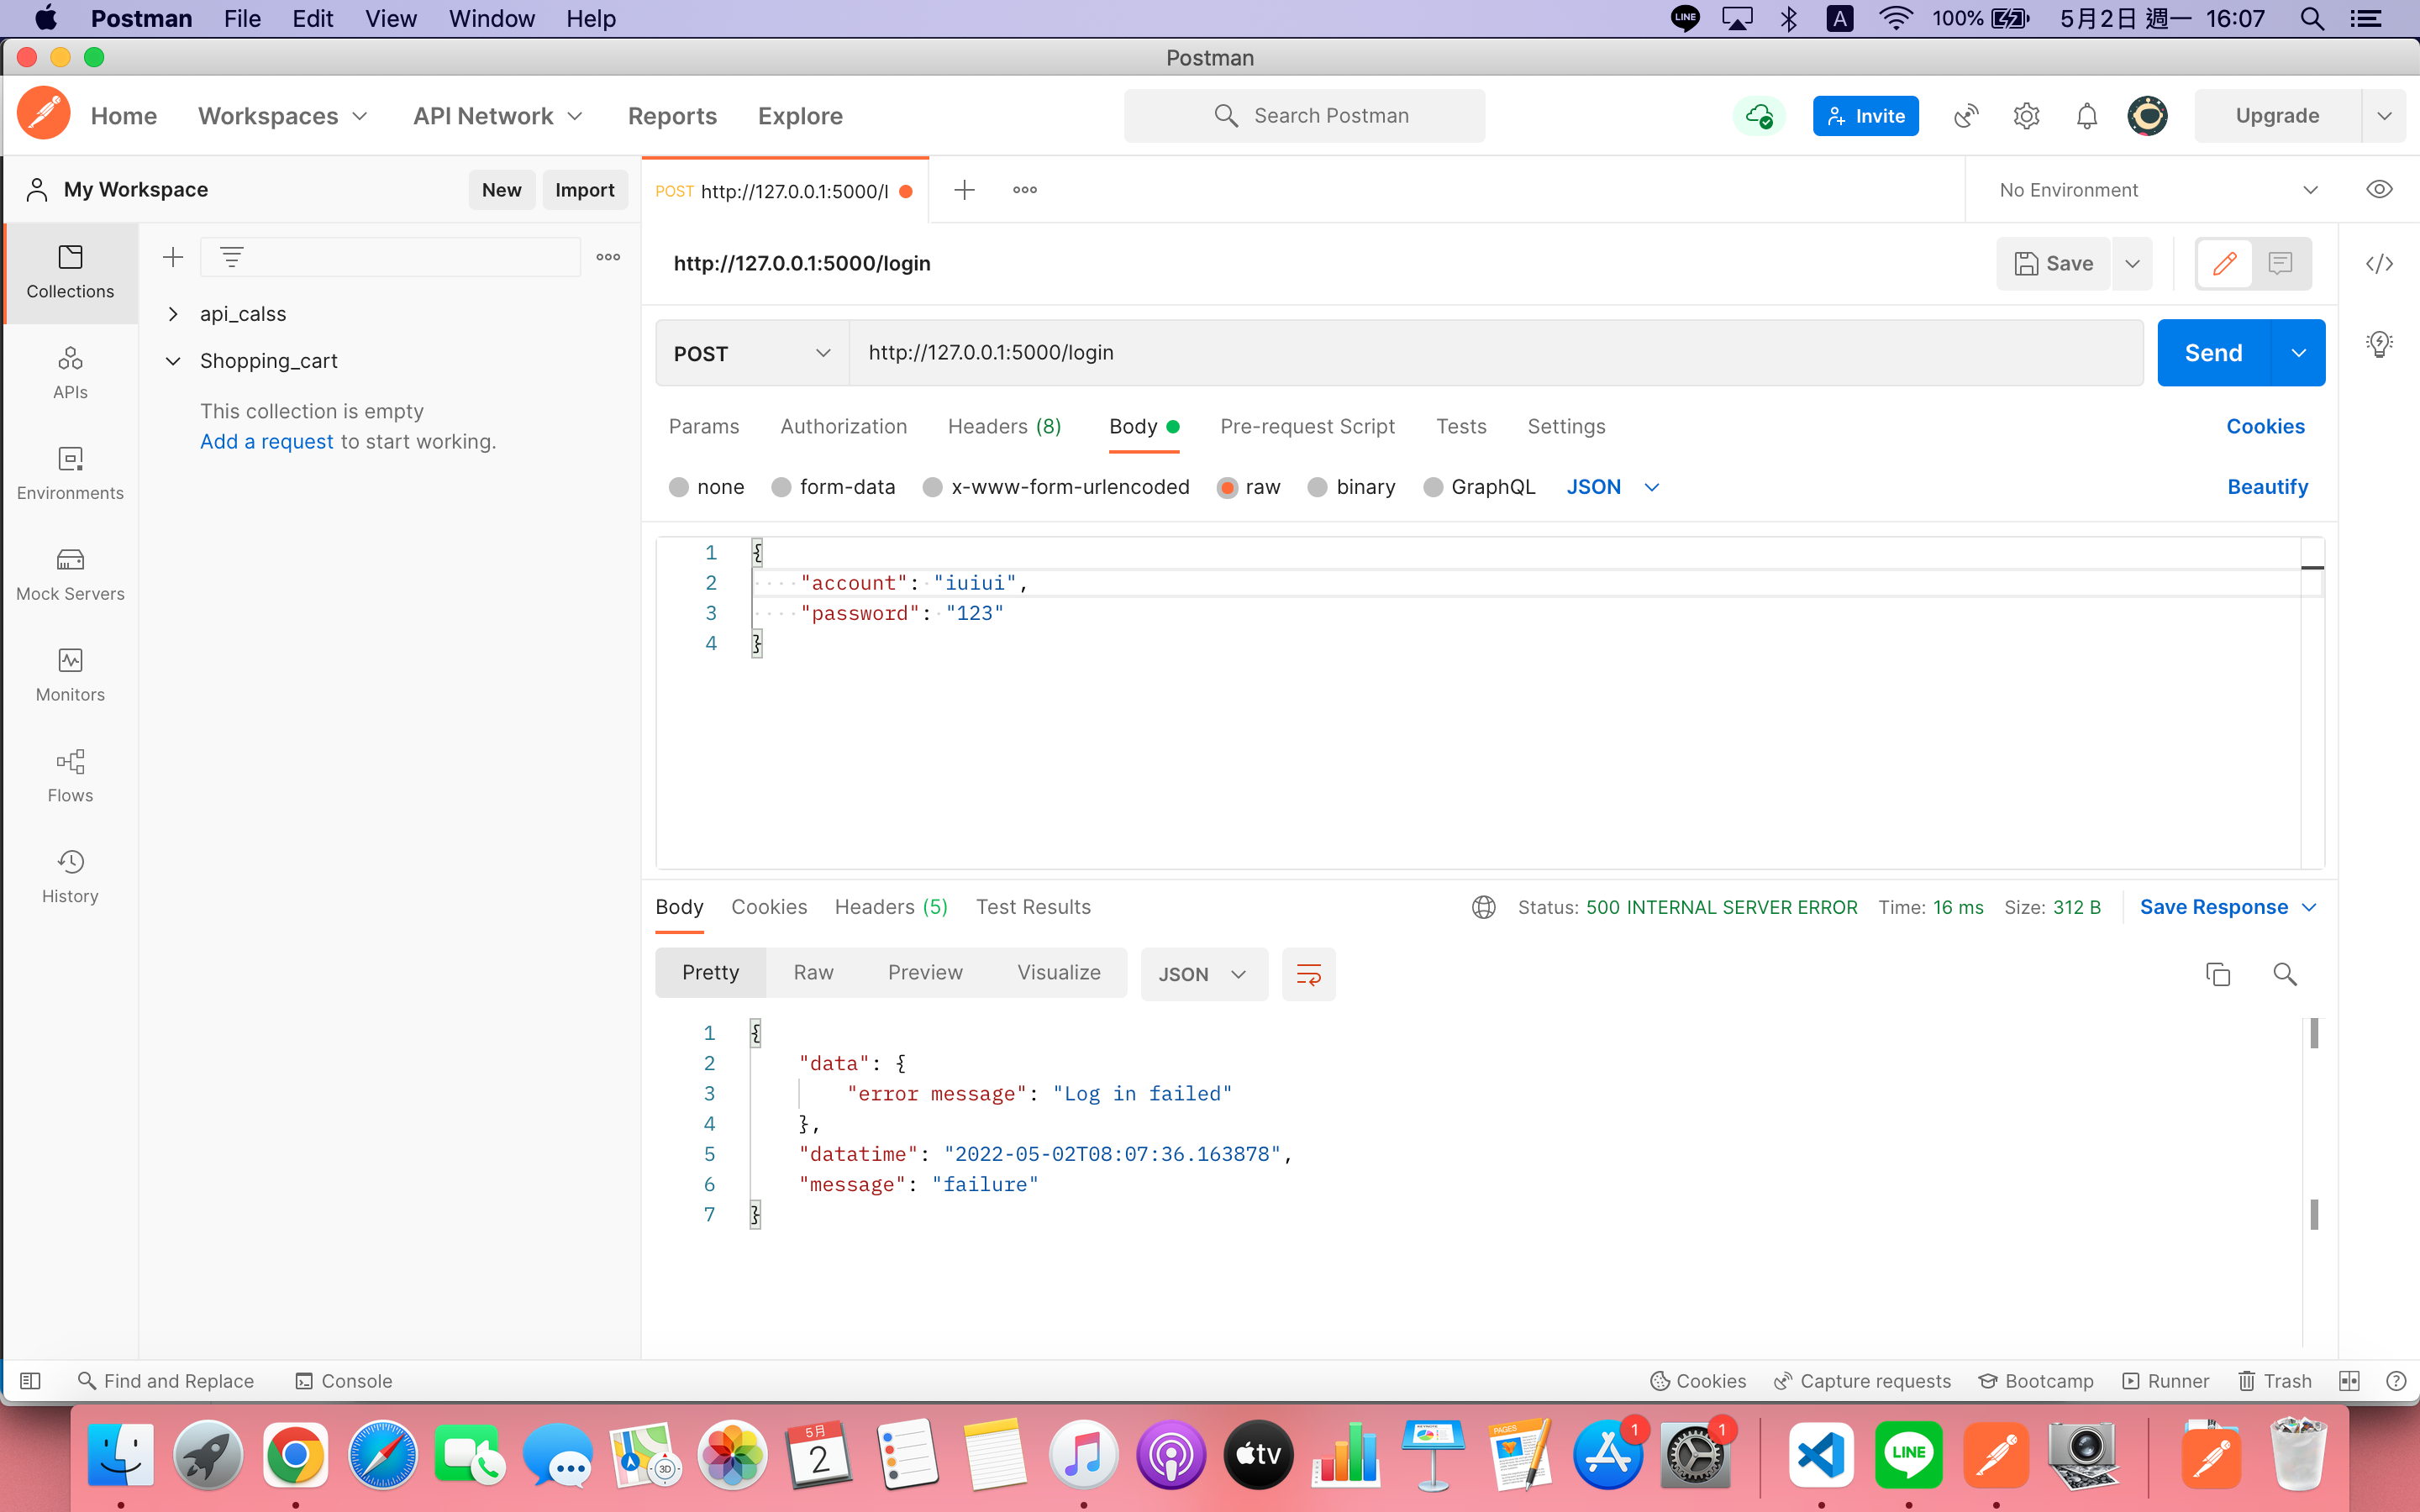 Postman File Edit View Window Help LINE A 100% 5月2日 週一 16:07
Postman
Home Workspaces API Network Reports Explore Search Postman Invite Upgrade
My Workspace New Import POST http://127.0.0.1:5000/l No Environment
http://127.0.0.1:5000/login Save
Collections
api_calss
Shopping_cart
This collection is empty
Add a request to start working.
APIs
Environments
Mock Servers
Monitors
Flows
History
POST http://127.0.0.1:5000/login Send
Params Authorization Headers (8) Body Pre-request Script Tests Settings Cookies
none form-data x-www-form-urlencoded raw binary GraphQL JSON Beautify
1 {
2 "account": "iuiui",
3 "password": "123"
4 }
Body Cookies Headers (5) Test Results Status: 500 INTERNAL SERVER ERROR Time: 16 ms Size: 312 B Save Response
Pretty Raw Preview Visualize JSON
1 {
2 "data": {
3 "error message": "Log in failed"
4 },
5 "datatime": "2022-05-02T08:07:36.163878",
6 "message": "failure"
7 }
Find and Replace Console Cookies Capture requests Bootcamp Runner Trash
3D 5月 2 tv PAGES 1 1 LINE